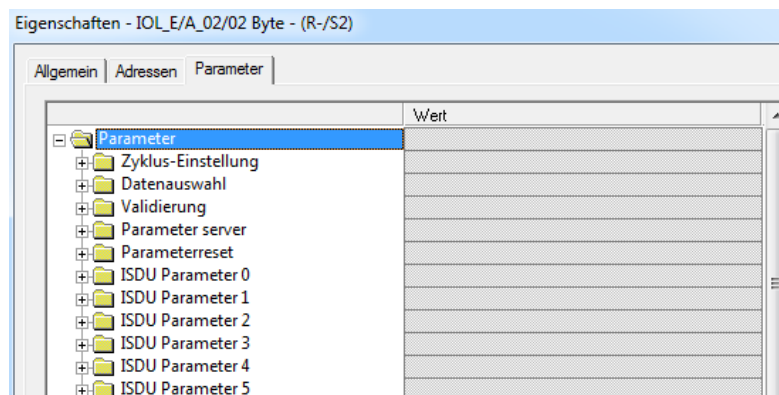 Eigenschaften - IOL_E/A_02/02 Byte - (R-/S2)
Allgemein Adressen Parameter
Wert
Parameter
Zyklus-Einstellung
Datenauswahl
Validierung
Parameter server
Parameterreset
ISDU Parameter 0
ISDU Parameter 1
ISDU Parameter 2
ISDU Parameter 3
ISDU Parameter 4
ISDU Parameter 5